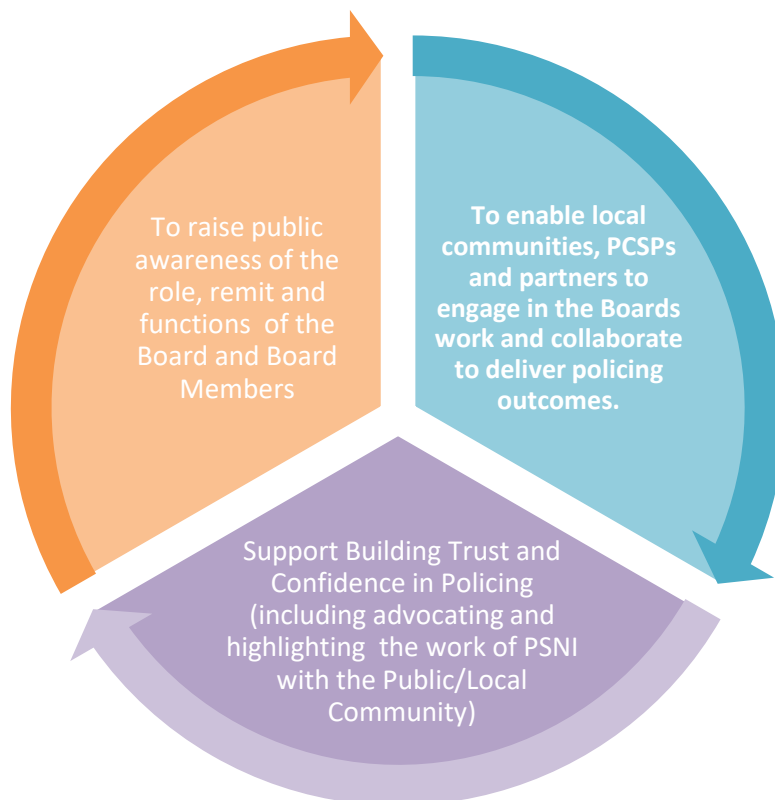 To raise public
awareness of the
role, remit and
functions  of the
Board and Board
Members
To enable local
communities, PCSPs
and partners to
engage in the Boards
work and collaborate
to deliver policing
outcomes.
Support Building Trust and
Confidence in Policing
(including advocating and
highlighting  the work of PSNI
with the Public/Local
Community)